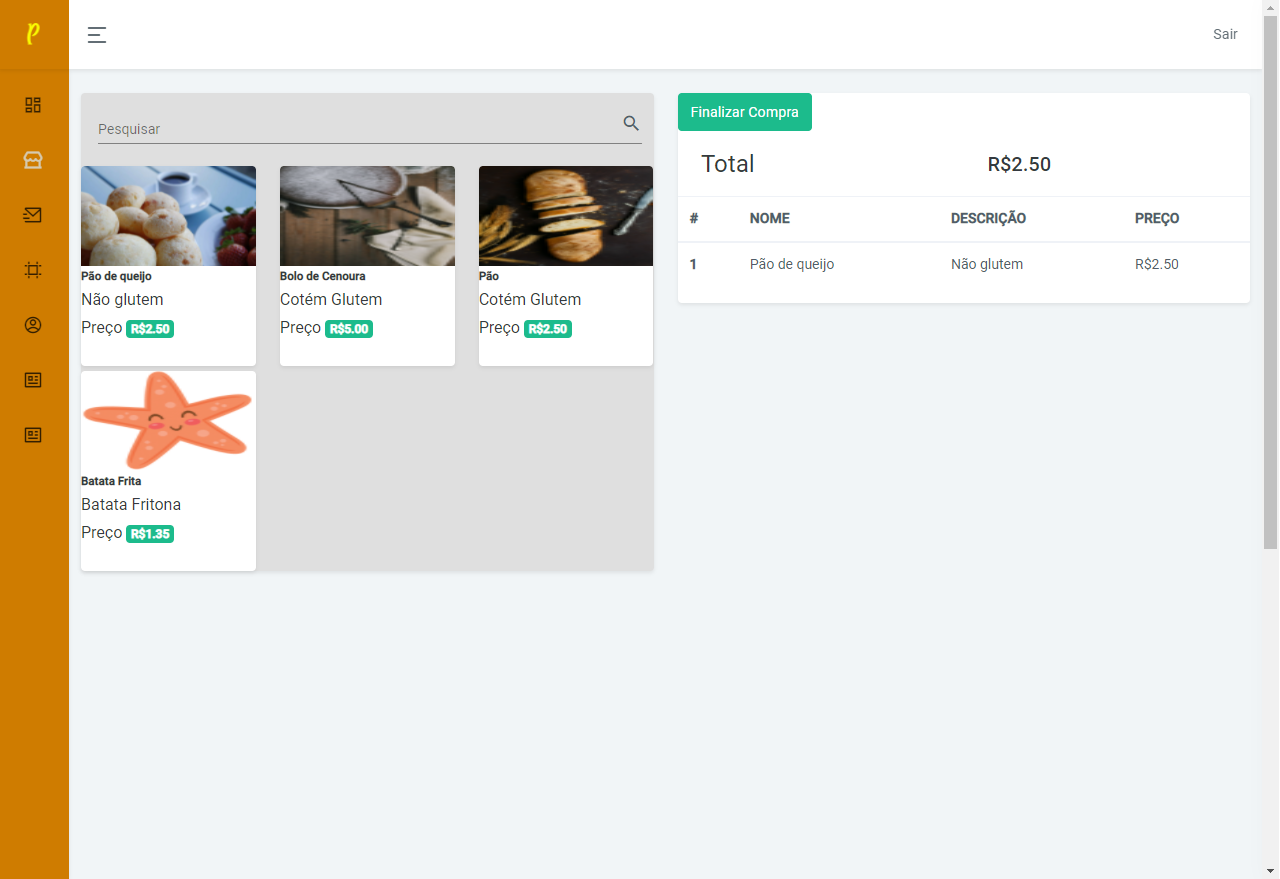 p
Sair
Pesquisar
Pão de queijo
Não glutem
Preço R$2.50
Bolo de Cenoura
Cotém Glutem
Preço R$5.00
Pão
Cotém Glutem
Preço R$2.50
Batata Frita
Batata Fritona
Preço R$1.35
Finalizar Compra
Total R$2.50
# NOME DESCRIÇÃO PREÇO
1 Pão de queijo Não glutem R$2.50